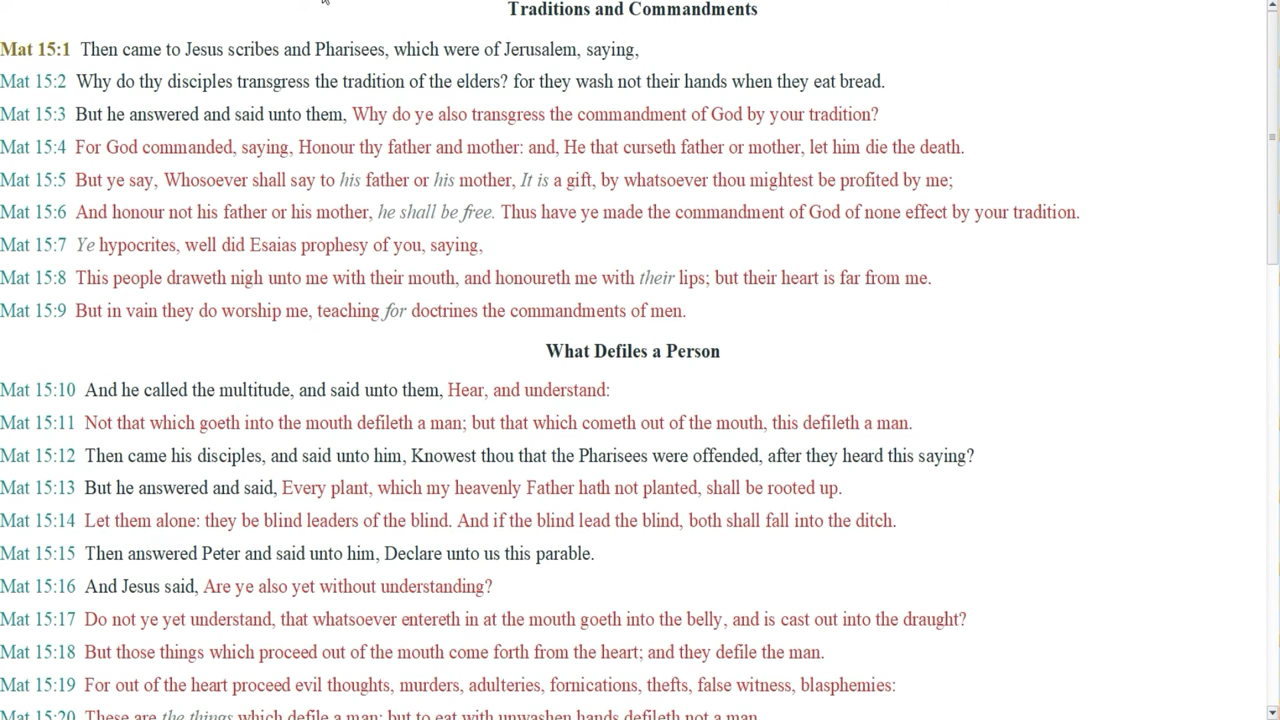 Traditions and Commandments
Mat 15:1 Then came to Jesus scribes and Pharisees, which were of Jerusalem, saying,
Mat 15:2 Why do thy disciples transgress the tradition of the elders? for they wash not their hands when they eat bread.
Mat 15:3 But he answered and said unto them, Why do ye also transgress the commandment of God by your tradition?
Mat 15:4 For God commanded, saying, Honour thy father and mother: and, He that curseth father or mother, let him die the death.
Mat 15:5 But ye say, Whosoever shall say to his father or his mother, It is a gift, by whatsoever thou mightest be profited by me;
Mat 15:6 And honour not his father or his mother, he shall be free. Thus have ye made the commandment of God of none effect by your tradition.
Mat 15:7 Ye hypocrites, well did Esaias prophesy of you, saying,
Mat 15:8 This people draweth nigh unto me with their mouth, and honoureth me with their lips; but their heart is far from me.
Mat 15:9 But in vain they do worship me, teaching for doctrines the commandments of men.
What Defiles a Person
Mat 15:10 And he called the multitude, and said unto them, Hear, and understand:
Mat 15:11 Not that which goeth into the mouth defileth a man; but that which cometh out of the mouth, this defileth a man.
Mat 15:12 Then came his disciples, and said unto him, Knowest thou that the Pharisees were offended, after they heard this saying?
Mat 15:13 But he answered and said, Every plant, which my heavenly Father hath not planted, shall be rooted up.
Mat 15:14 Let them alone: they be blind leaders of the blind. And if the blind lead the blind, both shall fall into the ditch.
Mat 15:15 Then answered Peter and said unto him, Declare unto us this parable.
Mat 15:16 And Jesus said, Are ye also yet without understanding?
Mat 15:17 Do not ye yet understand, that whatsoever entereth in at the mouth goeth into the belly, and is cast out into the draught?
Mat 15:18 But those things which proceed out of the mouth come forth from the heart; and they defile the man.
Mat 15:19 For out of the heart proceed evil thoughts, murders, adulteries, fornications, thefts, false witness, blasphemies:
Mat 15:20 These are the things which defile a man: but to eat with unwashen hands defileth not a man.